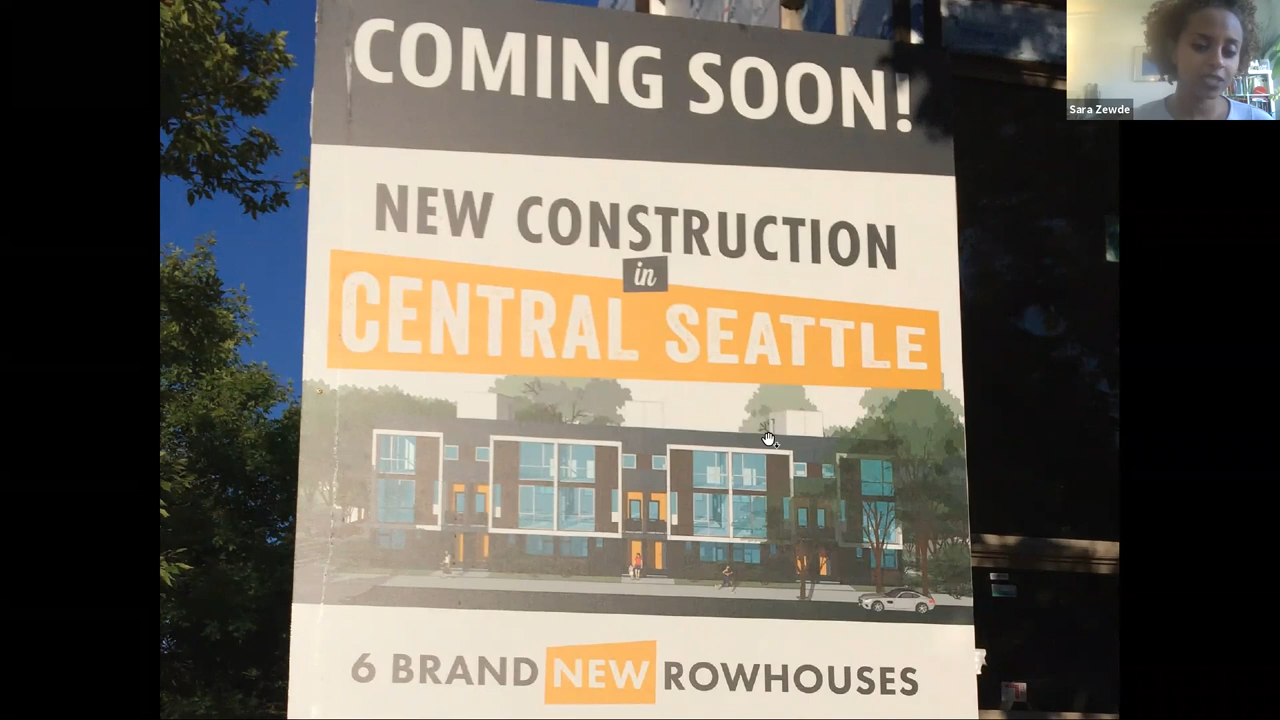 COMING SOON!
NEW CONSTRUCTION
in
CENTRAL SEATTLE
6 BRAND NEW ROWHOUSES
Sara Zewde